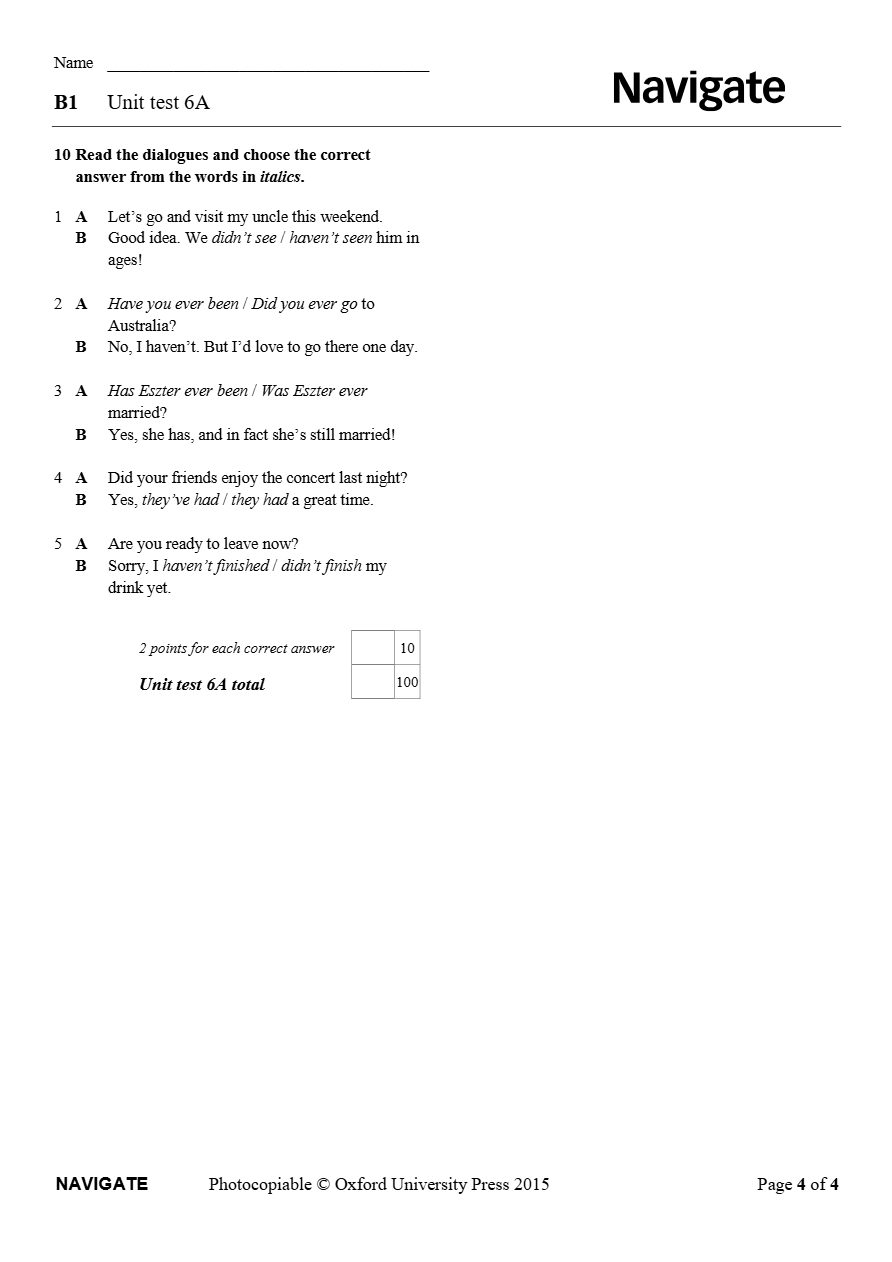 Name
B1 Unit test 6A
Navigate
10 Read the dialogues and choose the correct
answer from the words in italics.
1 A Let’s go and visit my uncle this weekend.
B Good idea. We didn’t see / haven’t seen him in
ages!
2 A Have you ever been / Did you ever go to
Australia?
B No, I haven’t. But I’d love to go there one day.
3 A Has Eszter ever been / Was Eszter ever
married?
B Yes, she has, and in fact she’s still married!
4 A Did your friends enjoy the concert last night?
B Yes, they’ve had / they had a great time.
5 A Are you ready to leave now?
B Sorry, I haven’t finished / didn’t finish my
drink yet.
2 points for each correct answer 10
Unit test 6A total 100
NAVIGATE Photocopiable © Oxford University Press 2015 Page 4 of 4